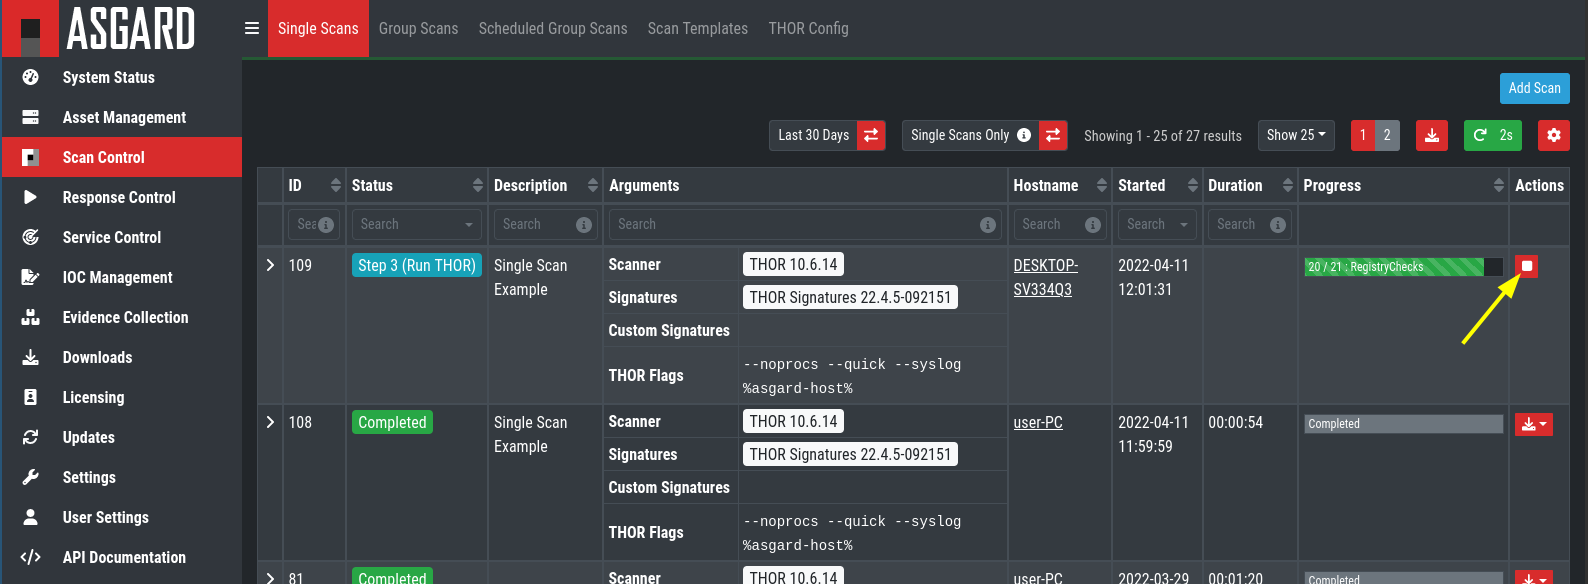 ASGARD
Single Scans Group Scans Scheduled Group Scans Scan Templates THOR Config
System Status
Asset Management
Scan Control
Response Control
Service Control
IOC Management
Evidence Collection
Downloads
Licensing
Updates
Settings
User Settings
API Documentation
Add Scan
Last 30 Days Single Scans Only Showing 1 - 25 of 27 results Show 25 1 2 2s
ID Status Description Arguments Hostname Started Duration Progress Actions
Sea Search Search Search Search Search Search
109 Step 3 (Run THOR) Single Scan Scanner THOR 10.6.14 DESKTOP- 2022-04-11 20 / 21 : RegistryChecks
Example SV334Q3 12:01:31
Signatures THOR Signatures 22.4.5-092151
Custom Signatures
THOR Flags --noprocs --quick --syslog
%asgard-host%
108 Completed Single Scan Scanner THOR 10.6.14 user-PC 2022-04-11 00:00:54 Completed
Example 11:59:59
Signatures THOR Signatures 22.4.5-092151
Custom Signatures
THOR Flags --noprocs --quick --syslog
%asgard-host%
81 Completed Single Scan Scanner THOR 10.6.14 user-PC 2022-03-29 00:01:20 Completed